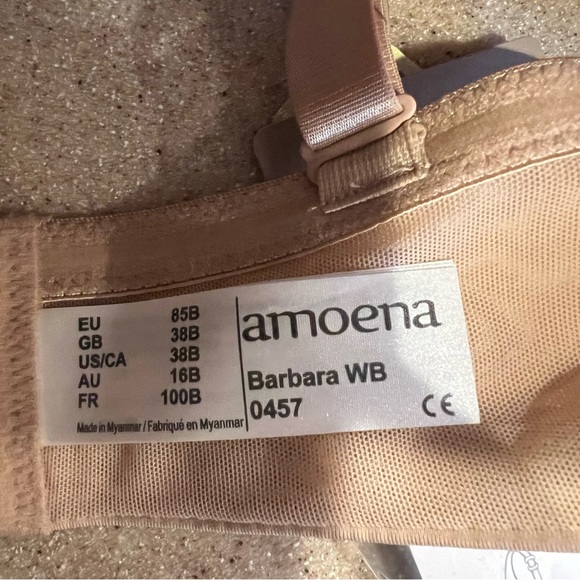 EU 85B
GB 38B
US/CA 38B
AU 16B
FR 100B
Made in Myanmar / Fabriqué en Myanmar
amoena
Barbara WB
0457
CE